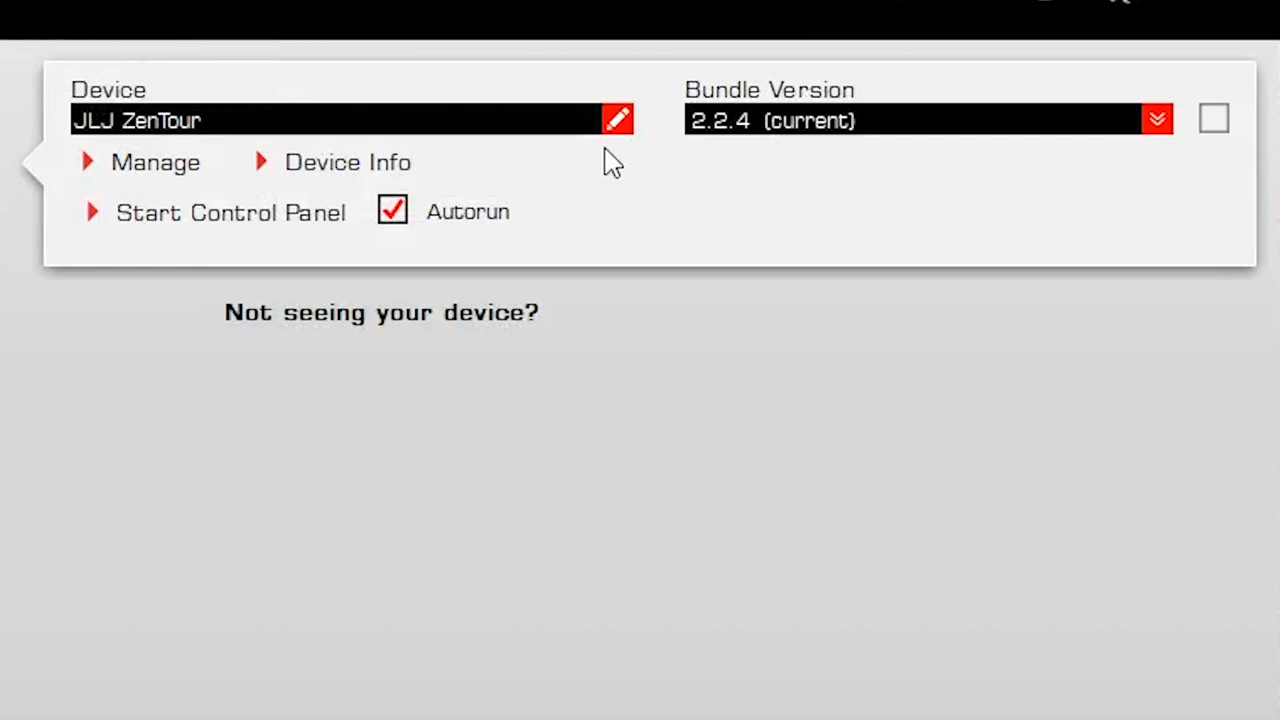 Device
JLJ ZenTour
Bundle Version
2.2.4 (current)
Manage
Device Info
Start Control Panel
Autorun
Not seeing your device?